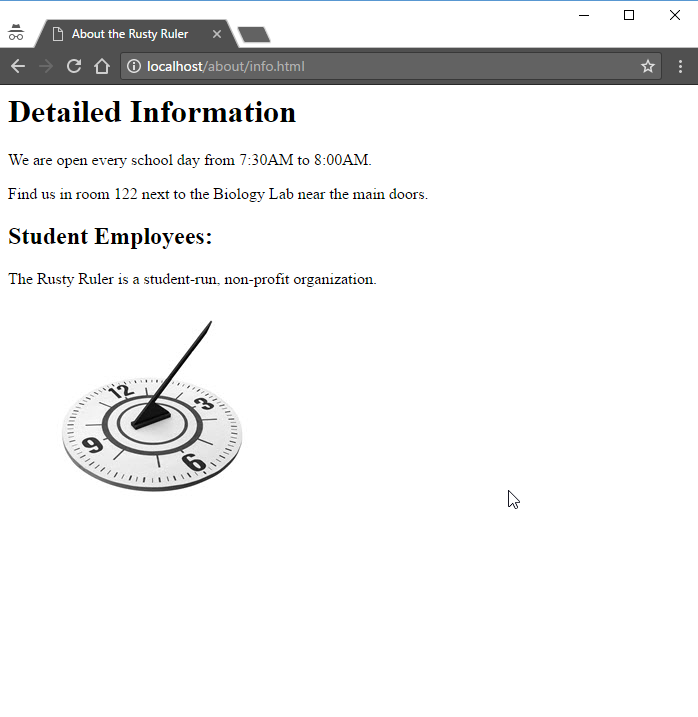 About the Rusty Ruler
localhost/about/info.html
Detailed Information
We are open every school day from 7:30AM to 8:00AM.
Find us in room 122 next to the Biology Lab near the main doors.
Student Employees:
The Rusty Ruler is a student-run, non-profit organization.
12
3
9
6